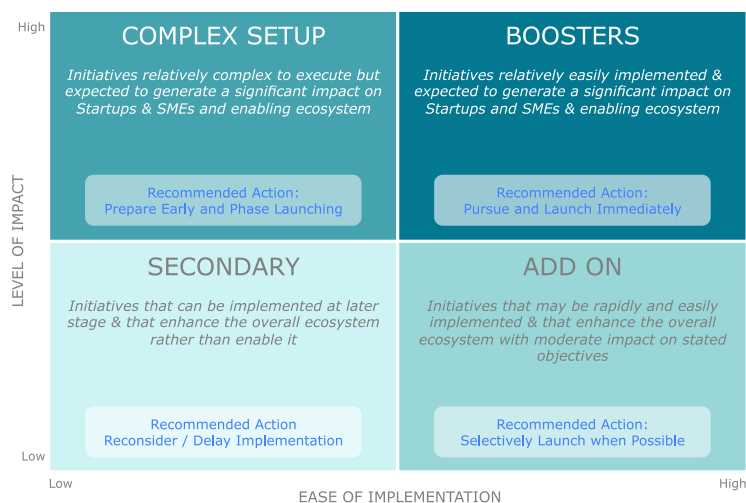 High
COMPLEX SETUP
Initiatives relatively complex to execute but
expected to generate a significant impact on
Startups & SMEs and enabling ecosystem
Recommended Action:
Prepare Early and Phase Launching
BOOSTERS
Initiatives relatively easily implemented &
expected to generate a significant impact on
Startups and SMEs & enabling ecosystem
Recommended Action:
Pursue and Launch Immediately
LEVEL OF IMPACT
SECONDARY
Initiatives that can be implemented at later
stage & that enhance the overall ecosystem
rather than enable it
Recommended Action
Reconsider / Delay Implementation
ADD ON
Initiatives that may be rapidly and easily
implemented & that enhance the overall
ecosystem with moderate impact on stated
objectives
Recommended Action:
Selectively Launch when Possible
Low
Low
EASE OF IMPLEMENTATION
High